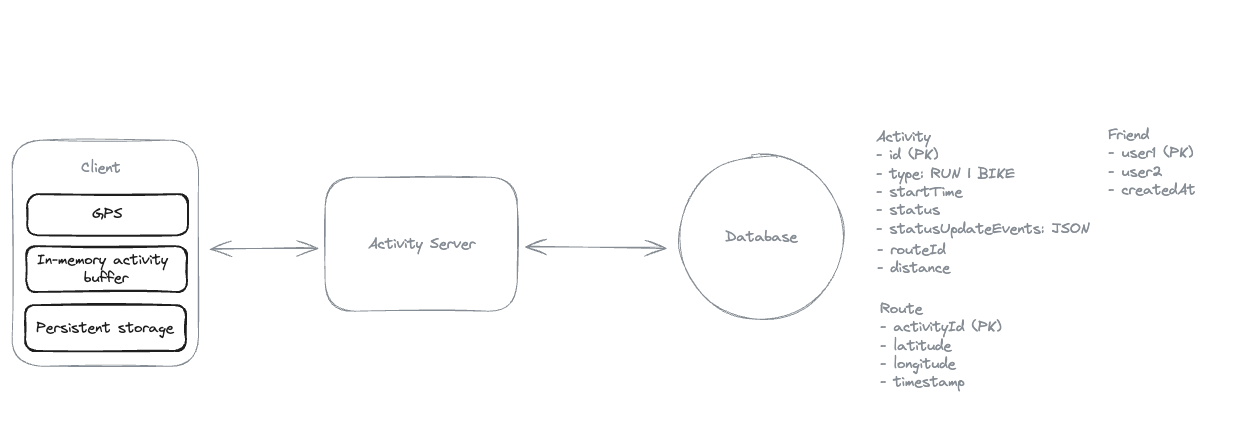 Client
GPS
In-memory activity
buffer
Persistent storage
Activity Server
Database
Activity
- id (PK)
- type: RUN | BIKE
- startTime
- status
- statusUpdateEvents: JSON
- routeId
- distance
Route
- activityId (PK)
- latitude
- longitude
- timestamp
Friend
- user1 (PK)
- user2
- createdAt